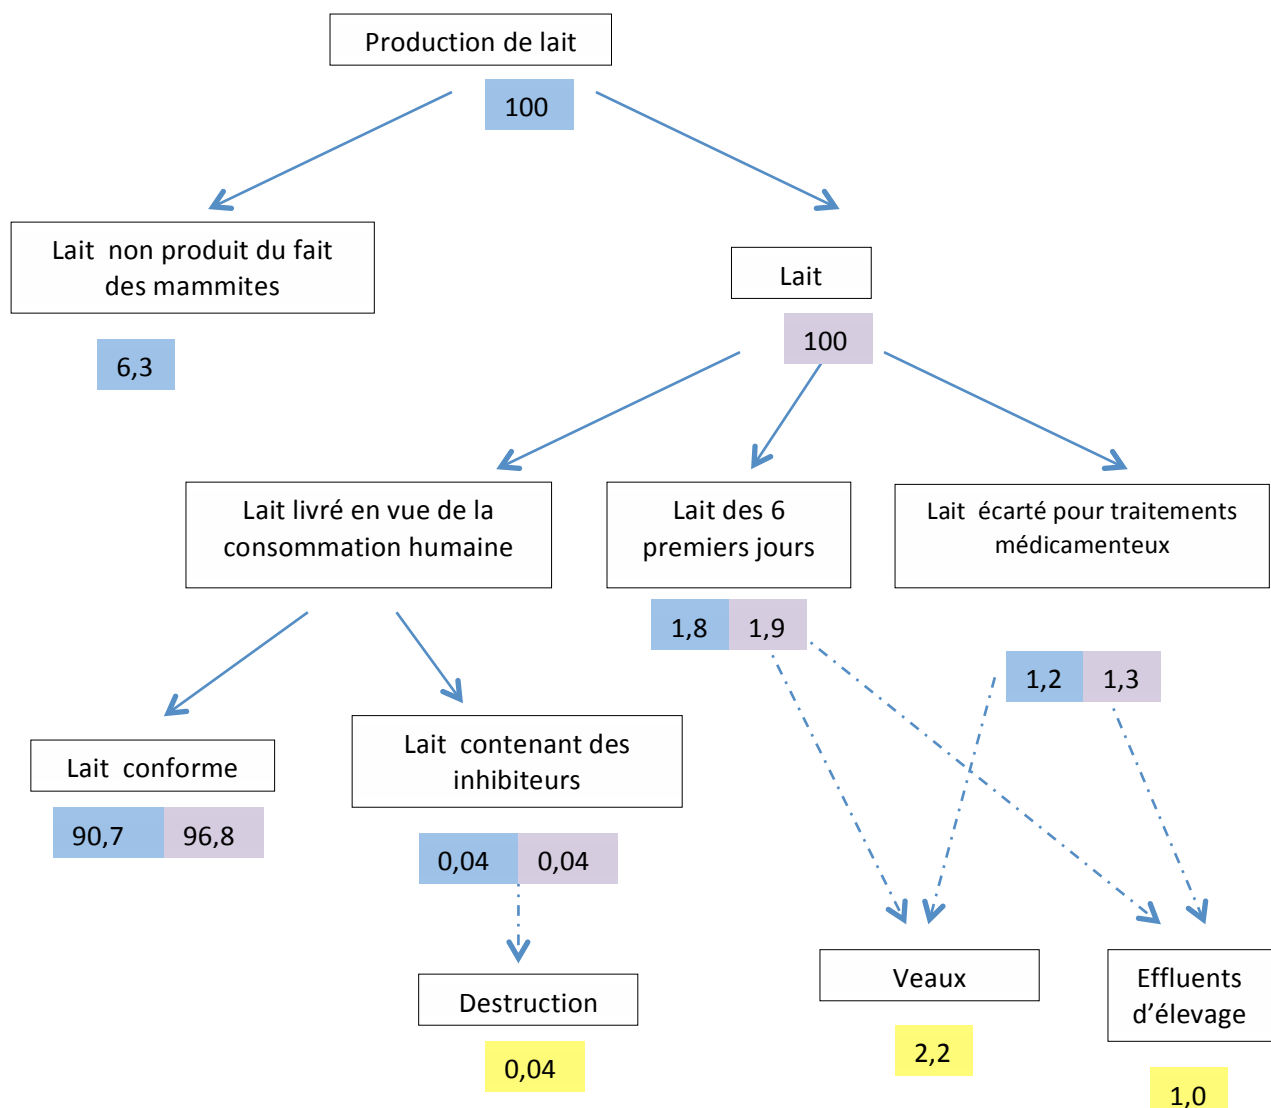 Production de lait
100
Lait non produit du fait
des mammites
6,3
Lait
100
Lait livré en vue de la
consommation humaine
Lait des 6
premiers jours
1,8 1,9
Lait écarté pour traitements
médicamenteux
1,2 1,3
Lait conforme
90,7 96,8
Lait contenant des
inhibiteurs
0,04 0,04
Destruction
0,04
Veaux
2,2
Effluents
d’élevage
1,0